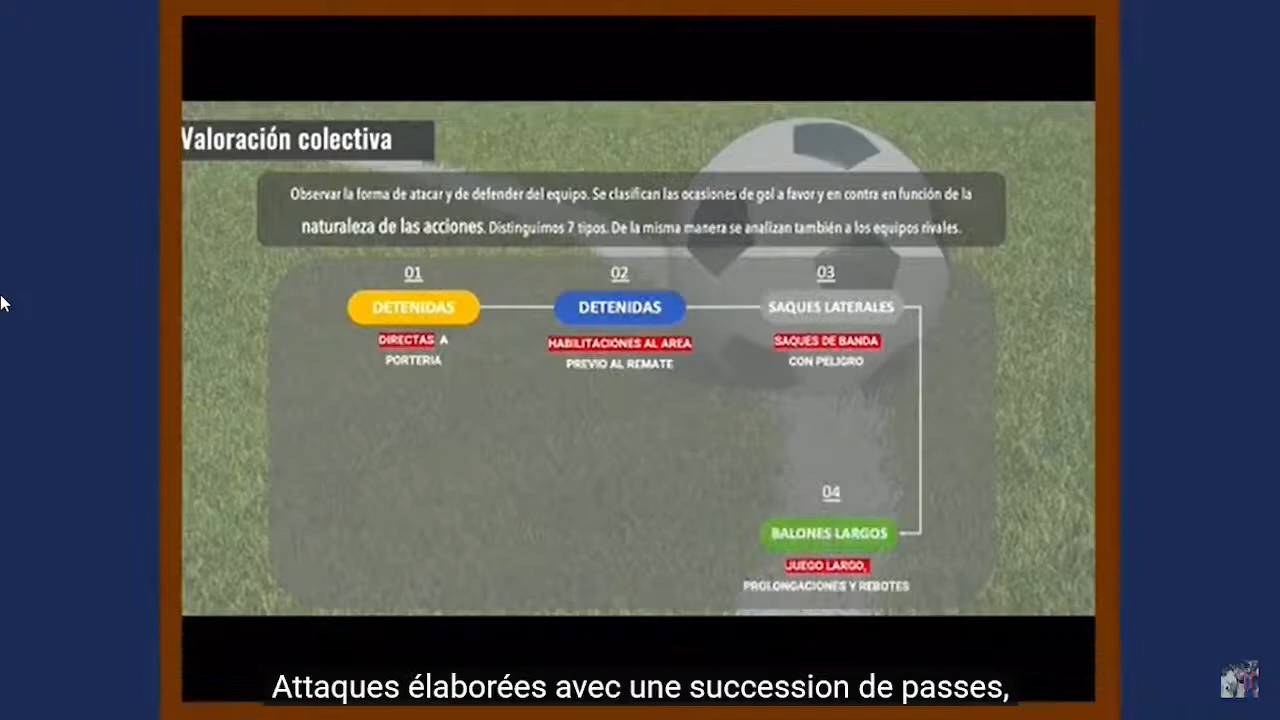 Valoración colectiva
Observar la forma de atacar y de defender del equipo. Se clasifican las ocasiones de gol a favor y en contra en función de la
naturaleza de las acciones. Distinguimos 7 tipos. De la misma manera se analizan también a los equipos rivales.
01
DETENIDAS
DIRECTAS A
PORTERIA
02
DETENIDAS
HABILITACIONES AL AREA
PREVIO AL REMATE
03
SAQUES LATERALES
SAQUES DE BANDA
CON PELIGRO
04
BALONES LARGOS
JUEGO LARGO,
PROLONGACIONES Y REBOTES
Attaques élaborées avec une succession de passes,